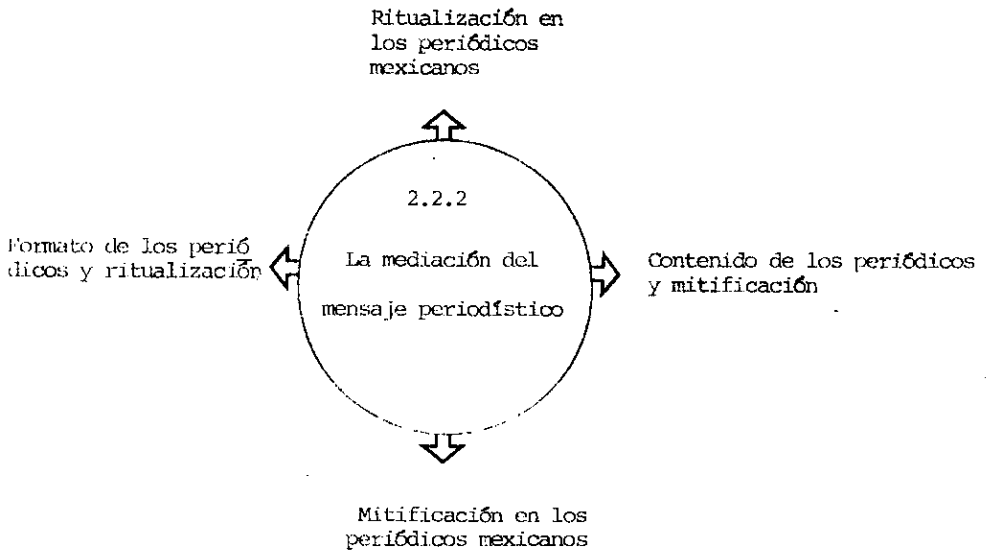 Ritualización en
los periódicos
mexicanos
2.2.2
Formato de los perió
dicos y ritualización
La mediación del
mensaje periodístico
Contenido de los periódicos
y mitificación
Mitificación en los
periódicos mexicanos